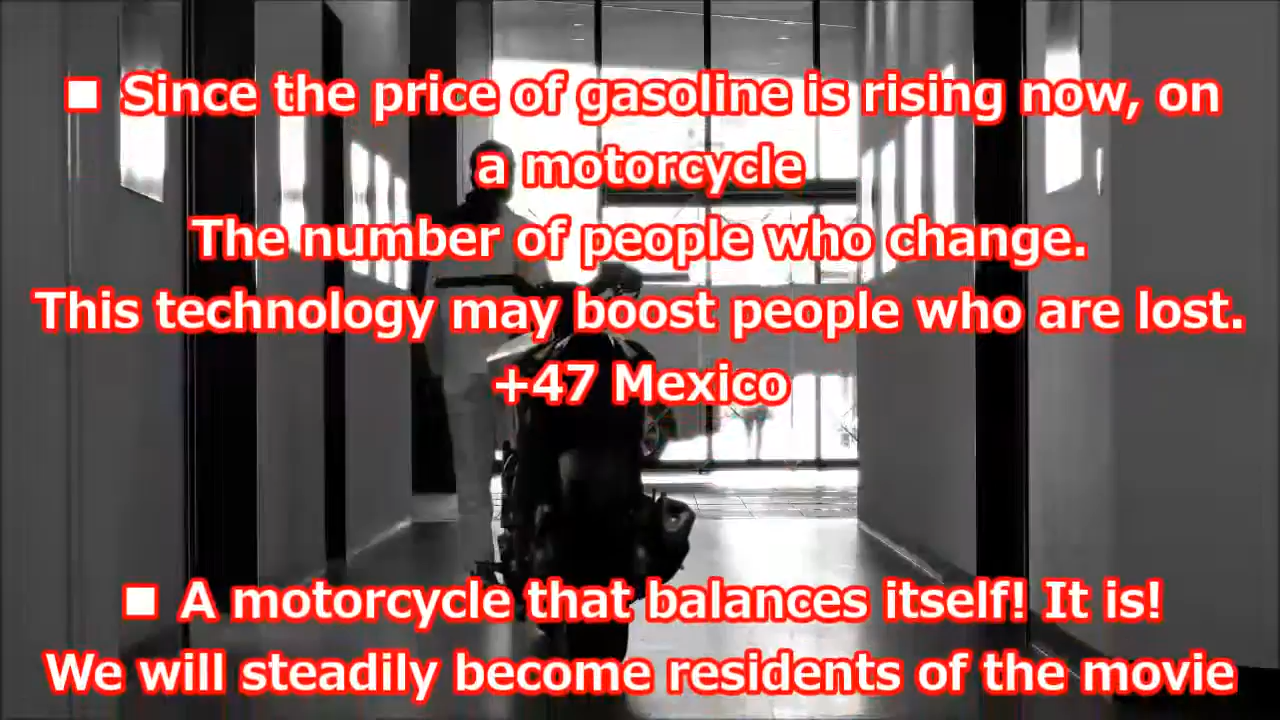 ■ Since the price of gasoline is rising now, on
a motorcycle
The number of people who change.
This technology may boost people who are lost.
+47 Mexico
■ A motorcycle that balances itself! It is!
We will steadily become residents of the movie